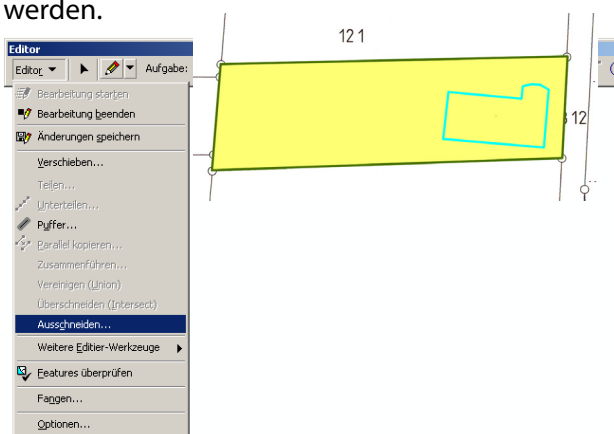 werden.
Editor
Editor
Aufgabe:
12 1
12
Bearbeitung starten
Bearbeitung beenden
Änderungen speichern
Verschieben...
Teilen...
Unterteilen...
Puffer...
Parallel kopieren...
Zusammenführen...
Vereinigen (Union)
Überschneiden (Intersect)
Ausschneiden...
Weitere Editier-Werkzeuge
Features überprüfen
Fangen...
Optionen...